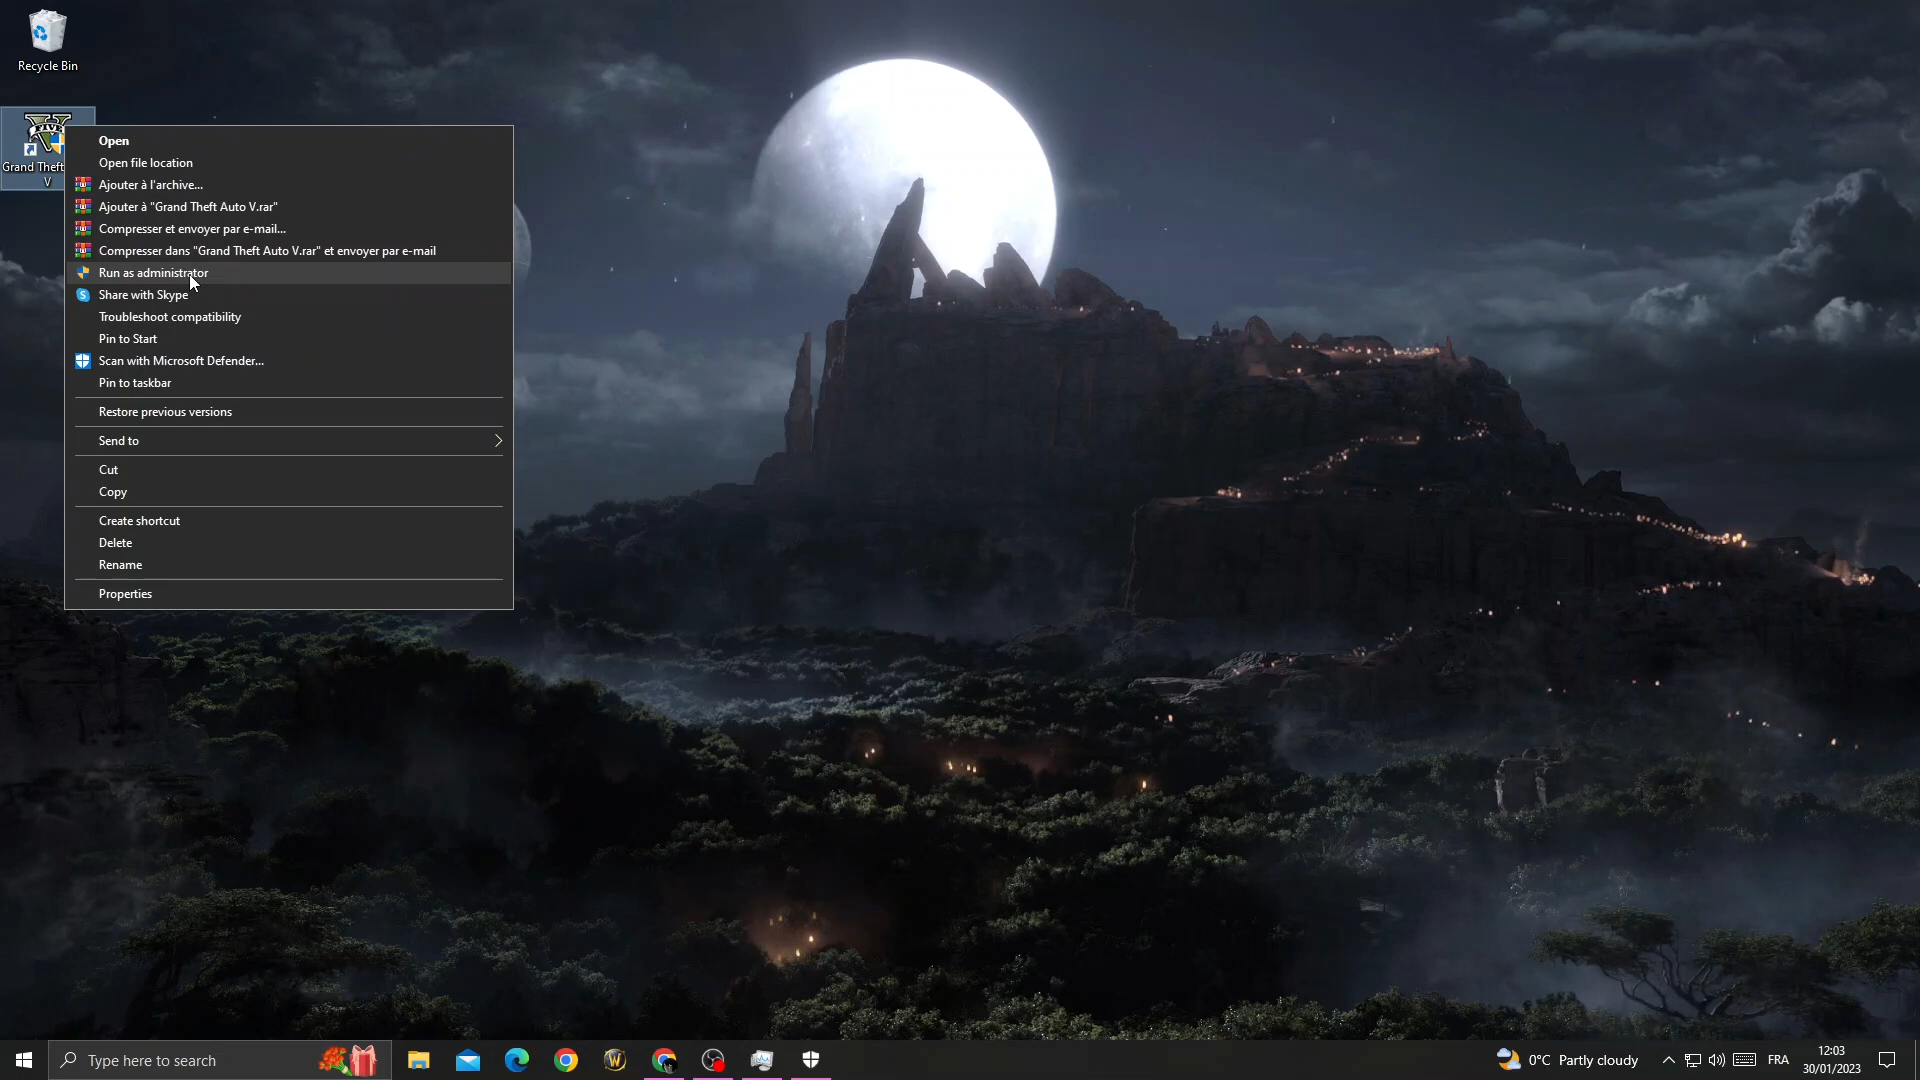 Recycle Bin
Grand Theft
V
Open
Open file location
Ajouter à l'archive...
Ajouter à "Grand Theft Auto V.rar"
Compresser et envoyer par e-mail...
Compresser dans "Grand Theft Auto V.rar" et envoyer par e-mail
Run as administrator
Share with Skype
Troubleshoot compatibility
Pin to Start
Scan with Microsoft Defender...
Pin to taskbar
Restore previous versions
Send to
Cut
Copy
Create shortcut
Delete
Rename
Properties
Type here to search
0°C Partly cloudy
FRA
12:03
30/01/2023